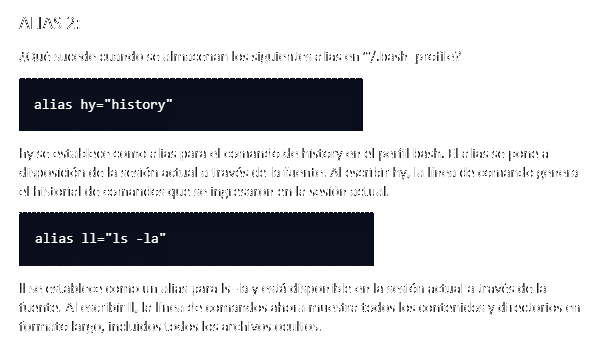 ALIAS 2:
¿Qué sucede cuando se almacenan los siguientes alias en ~/.bash_profile?
alias hy="history"
hy se establece como alias para el comando de history en el perfil bash. El alias se pone a
disposición de la sesión actual a través de la fuente. Al escribir hy, la línea de comando genera
el historial de comandos que se ingresaron en la sesión actual.
alias ll="ls -la"
ll se establece como un alias para ls -la y está disponible en la sesión actual a través de la
fuente. Al escribir ll, la línea de comandos ahora muestra todos los contenidos y directorios en
formato largo, incluidos todos los archivos ocultos.